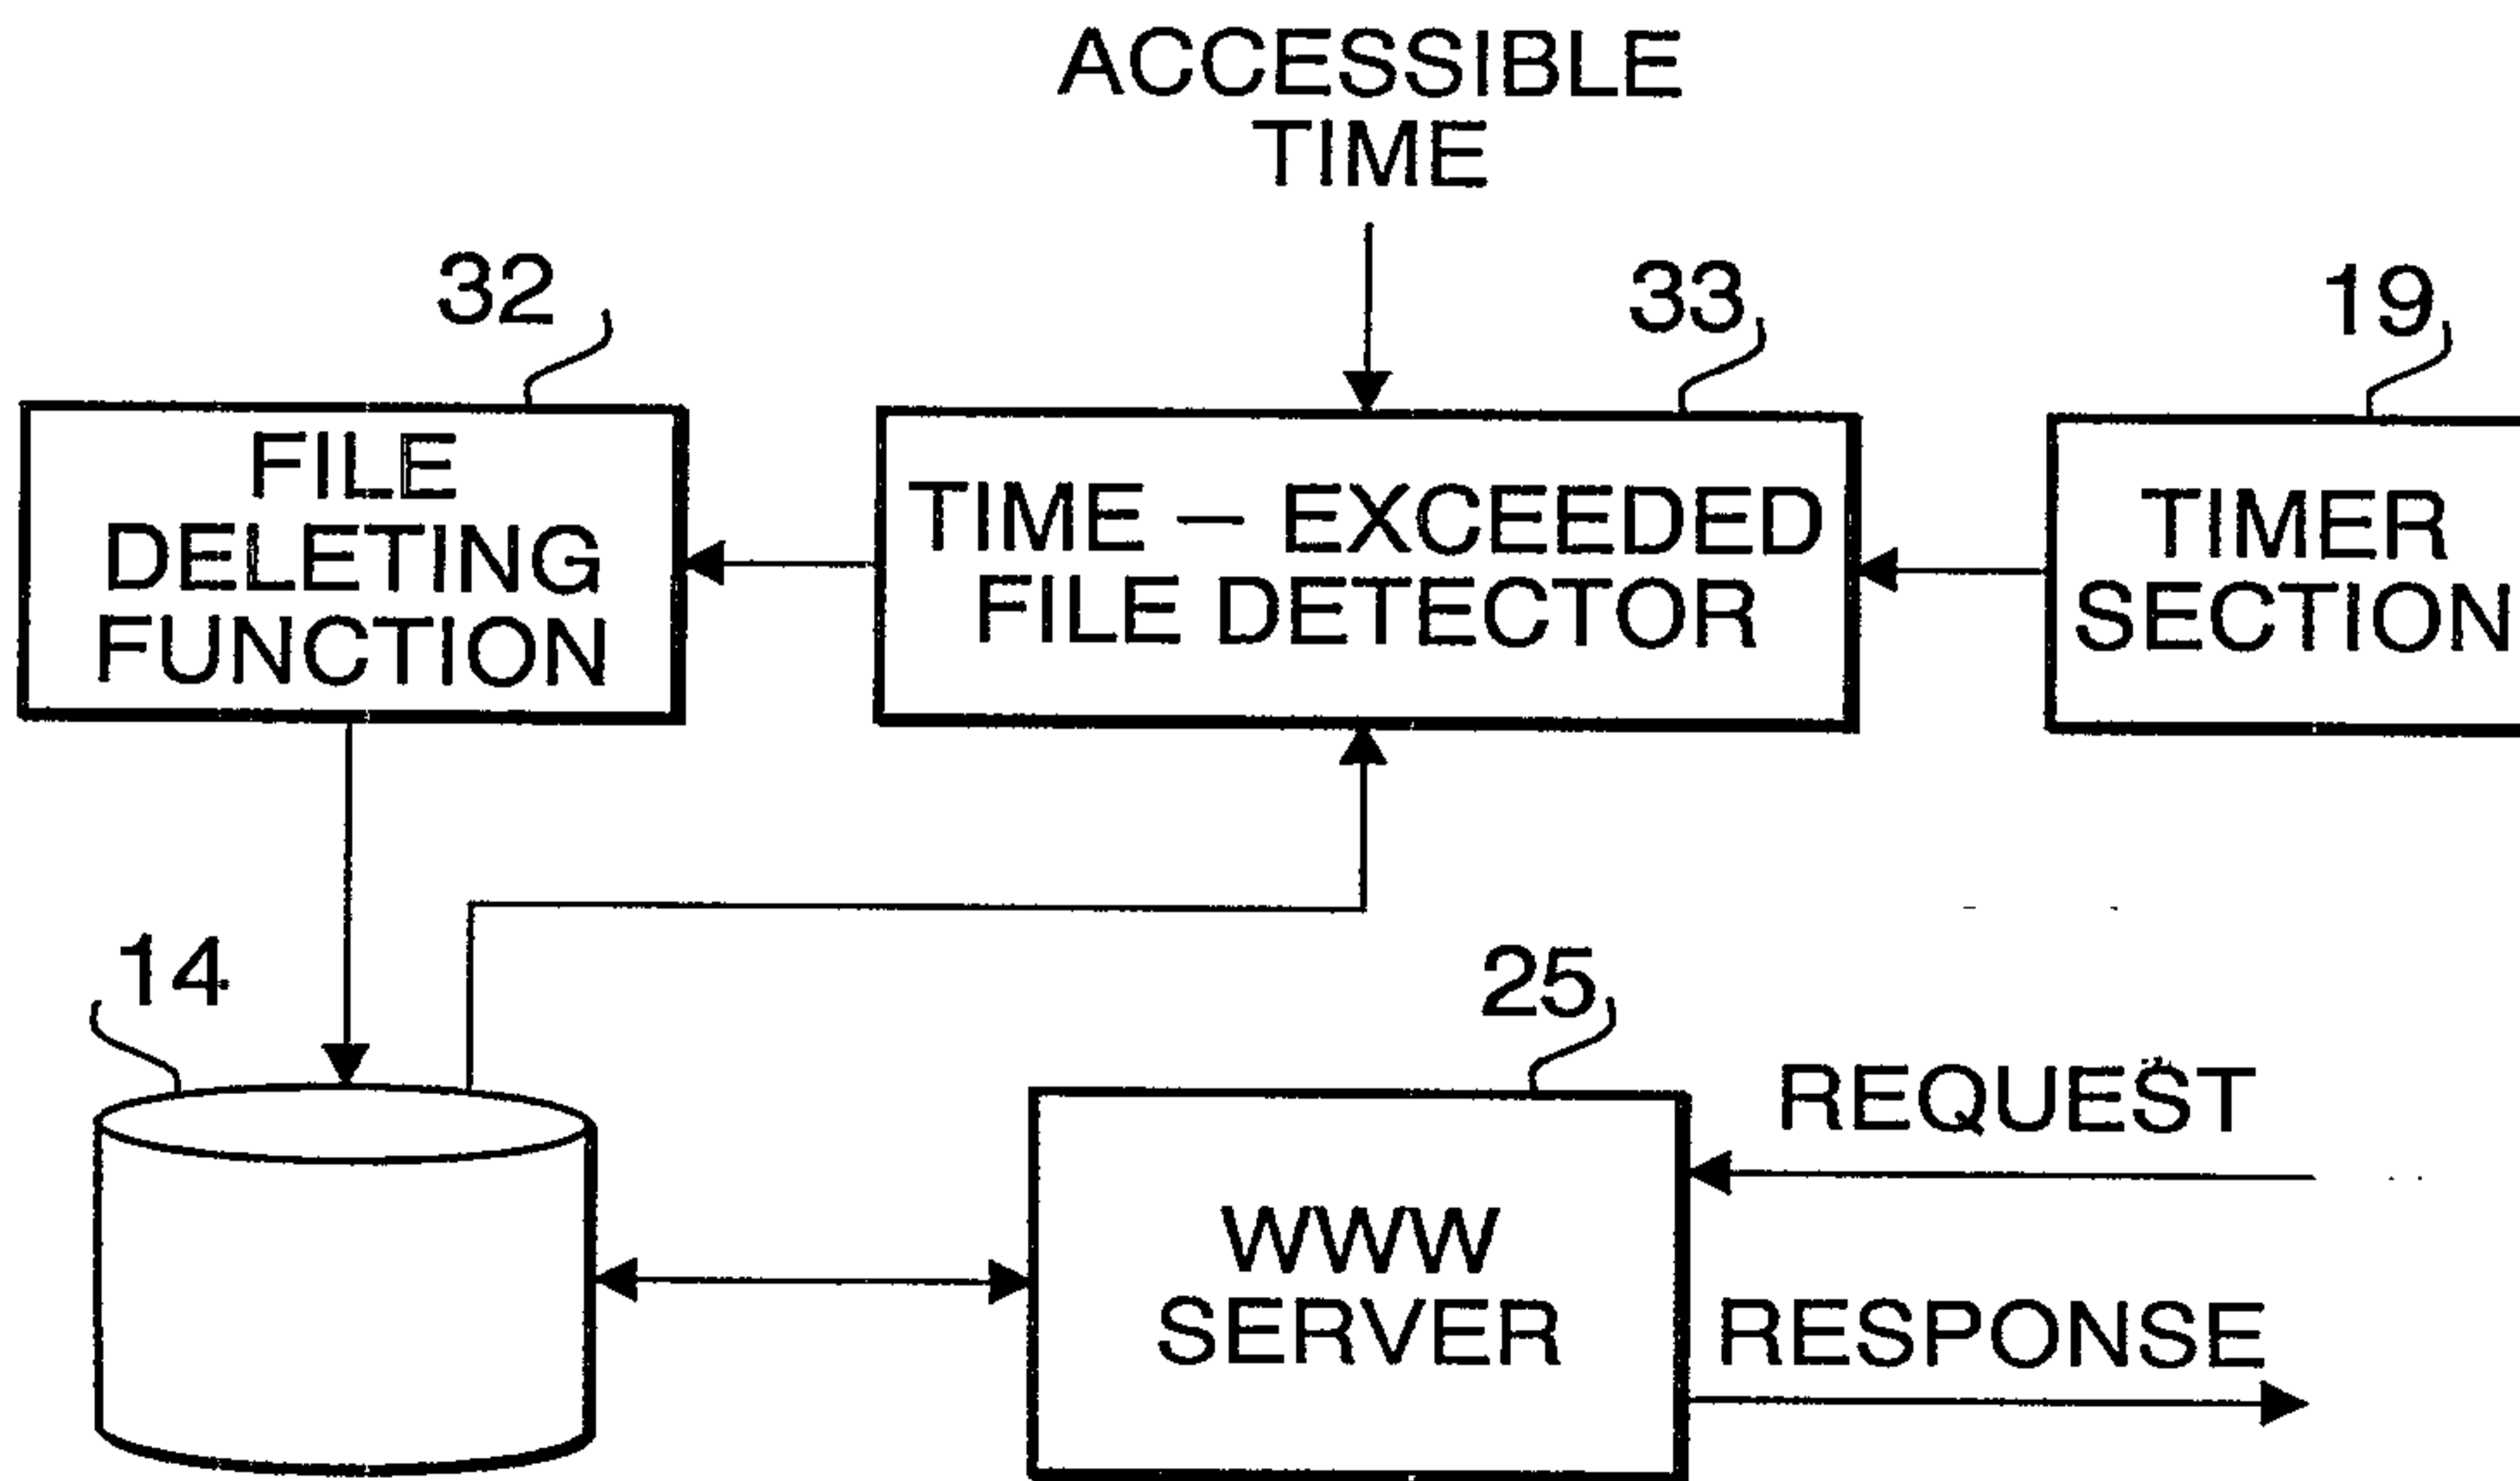 ACCESSIBLE
TIME
32
33
19
FILE
DELETING
FUNCTION
TIME — EXCEEDED
FILE DETECTOR
TIMER
SECTION
14
25
REQUEST
WWW
SERVER
RESPONSE